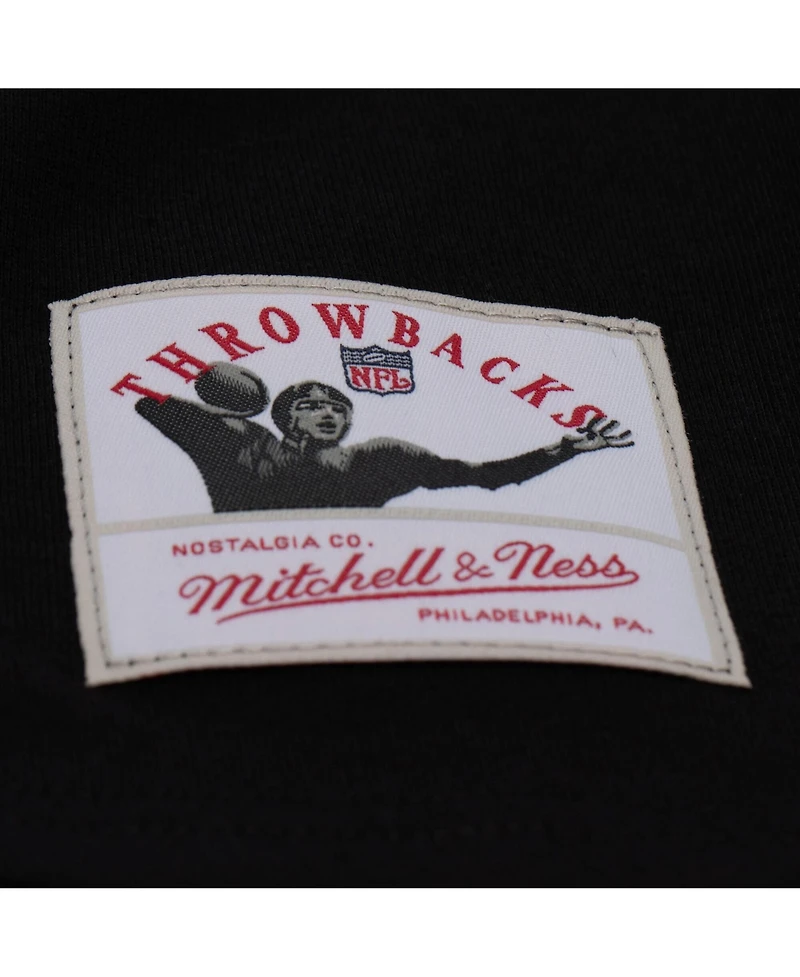 THROWBACKS
NFL
NOSTALGIA CO.
Mitchell & Ness
PHILADELPHIA, PA.